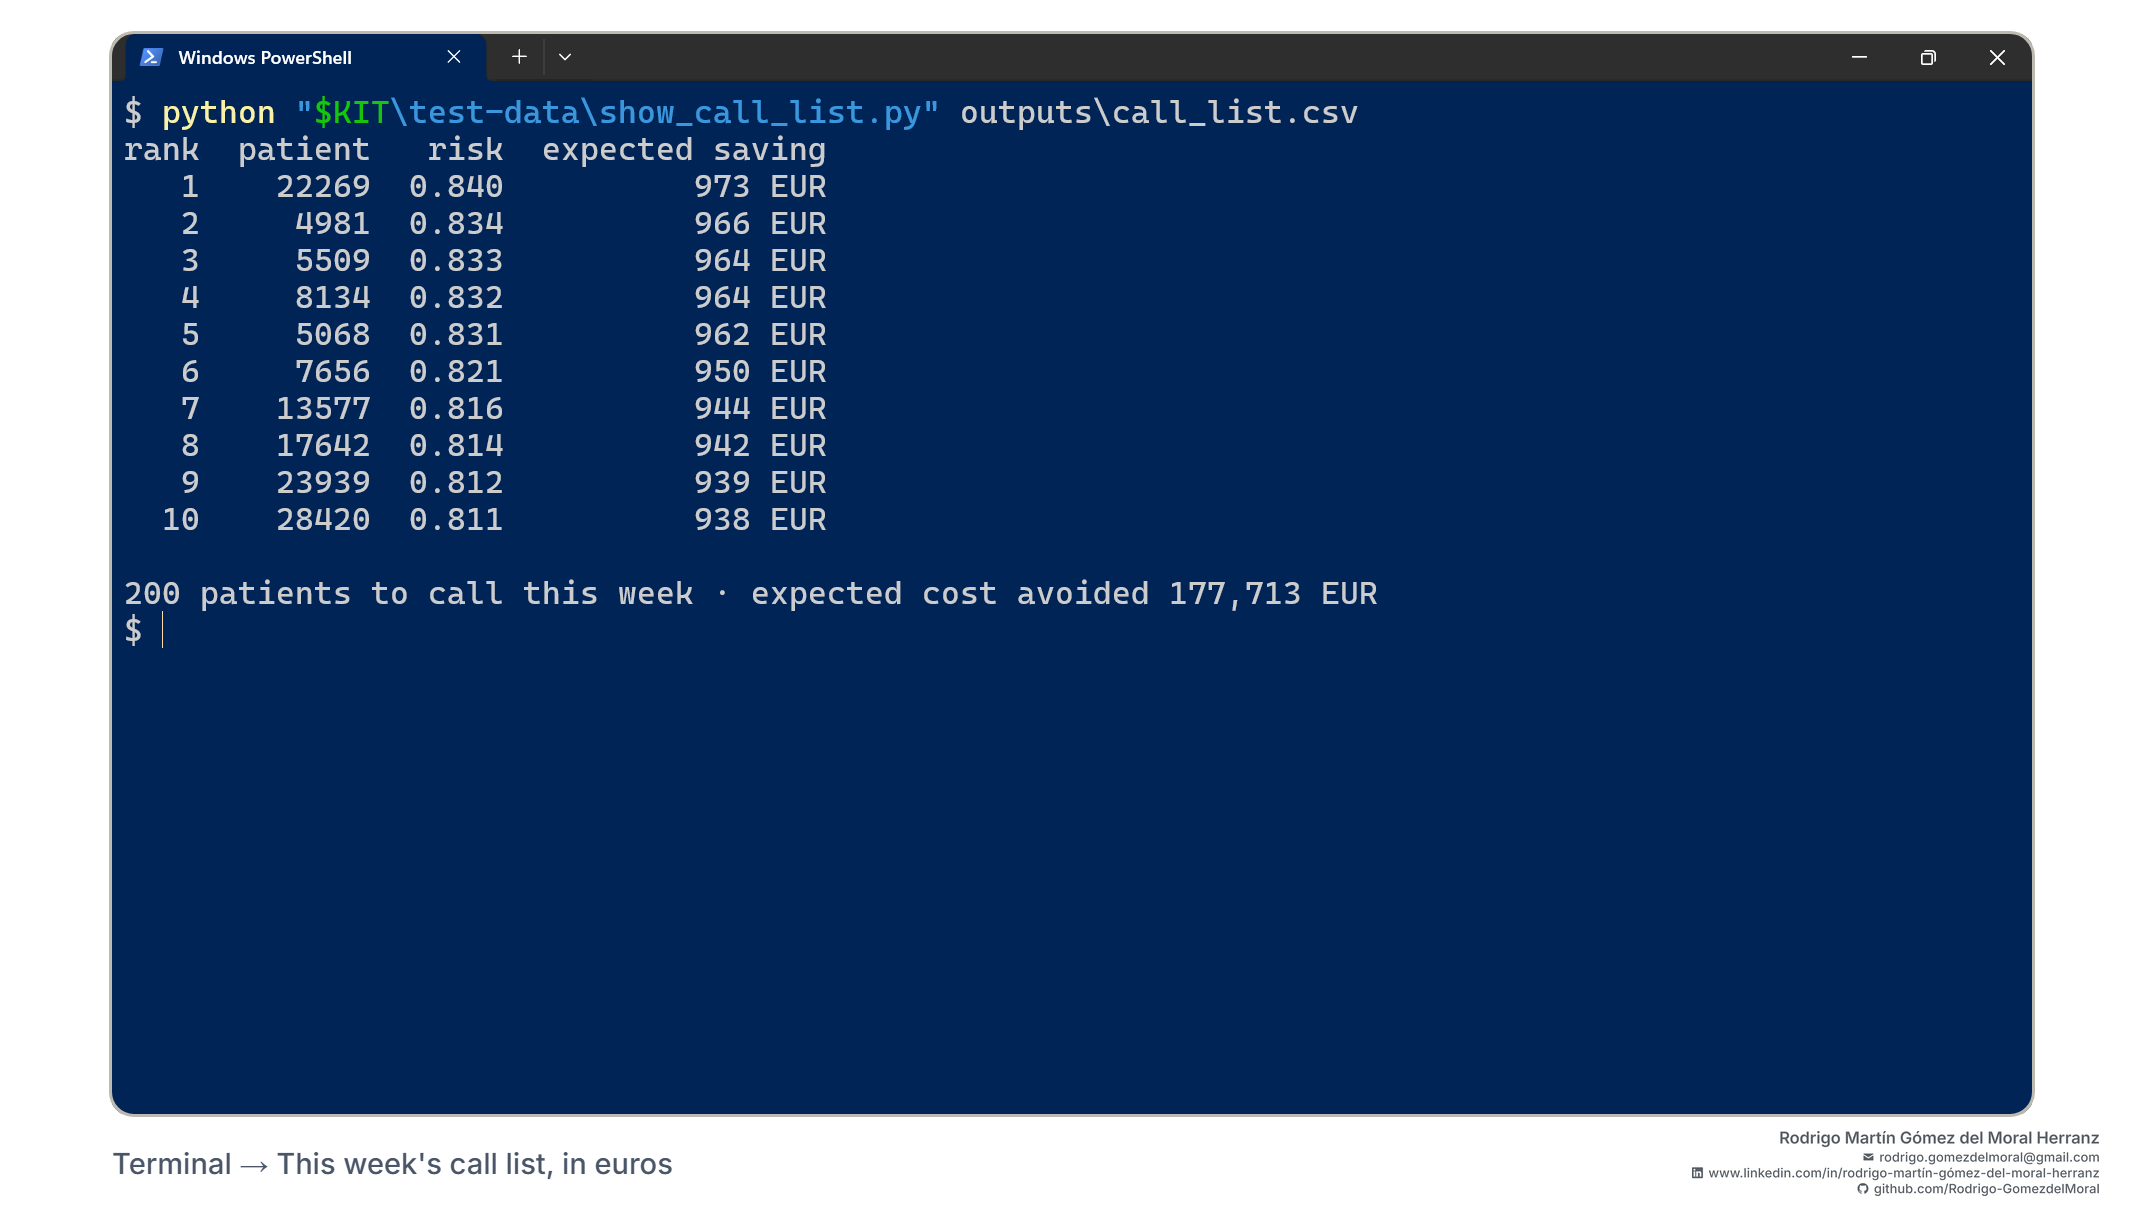 Windows PowerShell
$ python "$KIT\test-data\show_call_list.py" outputs\call_list.csv
rank  patient   risk  expected saving
   1    22269  0.840          973 EUR
   2     4981  0.834          966 EUR
   3     5509  0.833          964 EUR
   4     8134  0.832          964 EUR
   5     5068  0.831          962 EUR
   6     7656  0.821          950 EUR
   7    13577  0.816          944 EUR
   8    17642  0.814          942 EUR
   9    23939  0.812          939 EUR
  10    28420  0.811          938 EUR
200 patients to call this week · expected cost avoided 177,713 EUR
$
Terminal → This week's call list, in euros
Rodrigo Martín Gómez del Moral Herranz
rodrigo.gomezdelmoral@gmail.com
www.linkedin.com/in/rodrigo-martín-gómez-del-moral-herranz
github.com/Rodrigo-GomezdelMoral